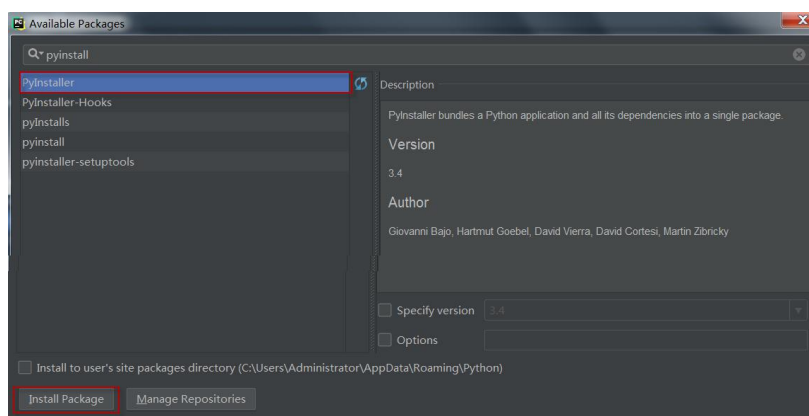 Available Packages
pyinstall
PyInstaller
PyInstaller-Hooks
pyInstalls
pyinstall
pyinstaller-setuptools
Description
PyInstaller bundles a Python application and all its dependencies into a single package.
Version
3.4
Author
Giovanni Bajo, Hartmut Goebel, David Vierra, David Cortesi, Martin Zibricky
Specify version 3.4
Options
Install to user's site packages directory (C:\Users\Administrator\AppData\Roaming\Python)
Install Package Manage Repositories